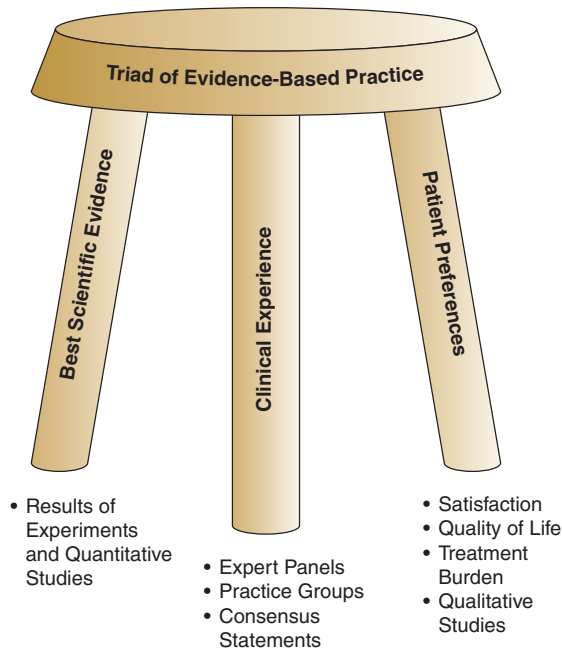 Triad of Evidence-Based Practice
Best Scientific Evidence
Clinical Experience
Patient Preferences
• Results of
Experiments
and Quantitative
Studies
• Expert Panels
• Practice Groups
• Consensus
Statements
• Satisfaction
• Quality of Life
• Treatment
Burden
• Qualitative
Studies